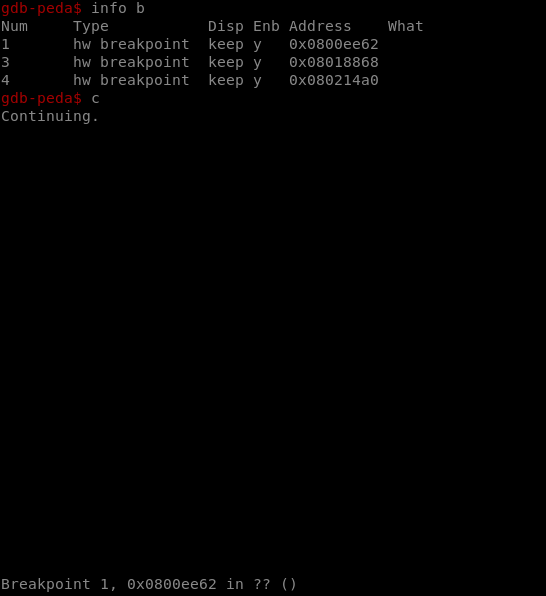 gdb-peda$ info b
Num     Type           Disp Enb Address    What
1       hw breakpoint  keep y   0x0800ee62
3       hw breakpoint  keep y   0x08018868
4       hw breakpoint  keep y   0x080214a0
gdb-peda$ c
Continuing.
Breakpoint 1, 0x0800ee62 in ?? ()